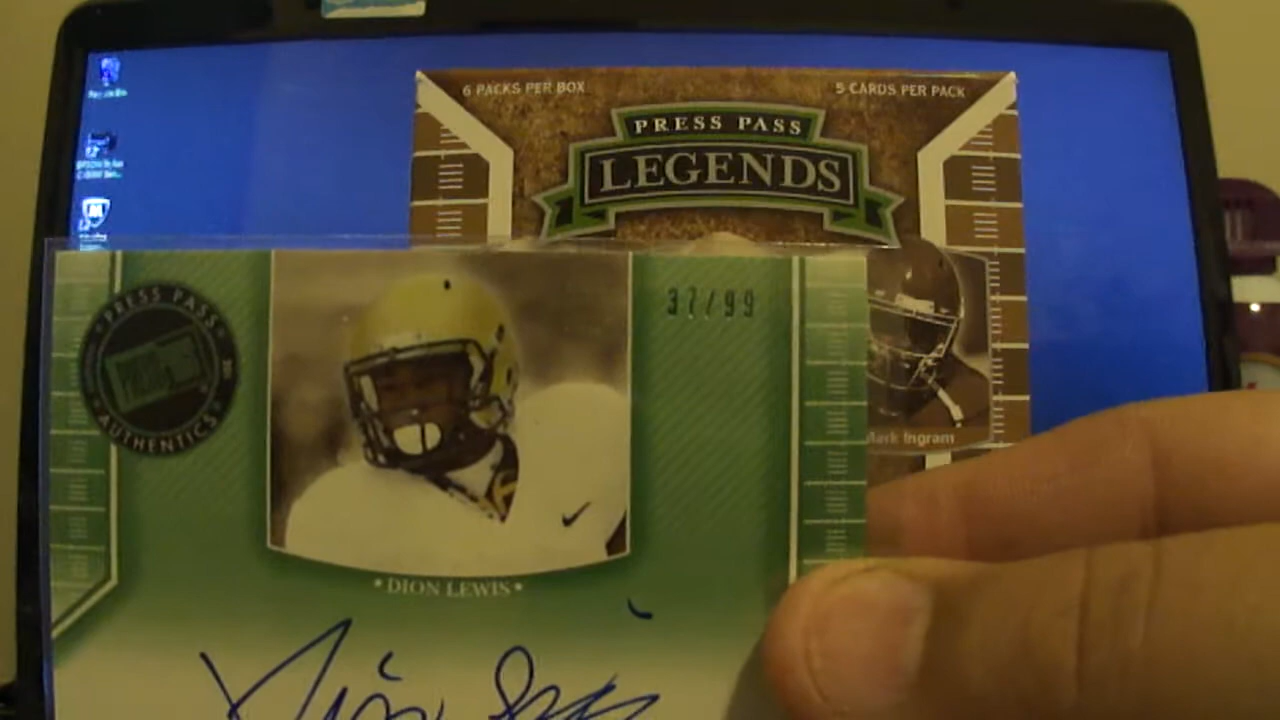 6 PACKS PER BOX
5 CARDS PER PACK
PRESS PASS
LEGENDS
PRESS PASS
AUTHENTICS
37/99
Mark Ingram
•DION LEWIS•